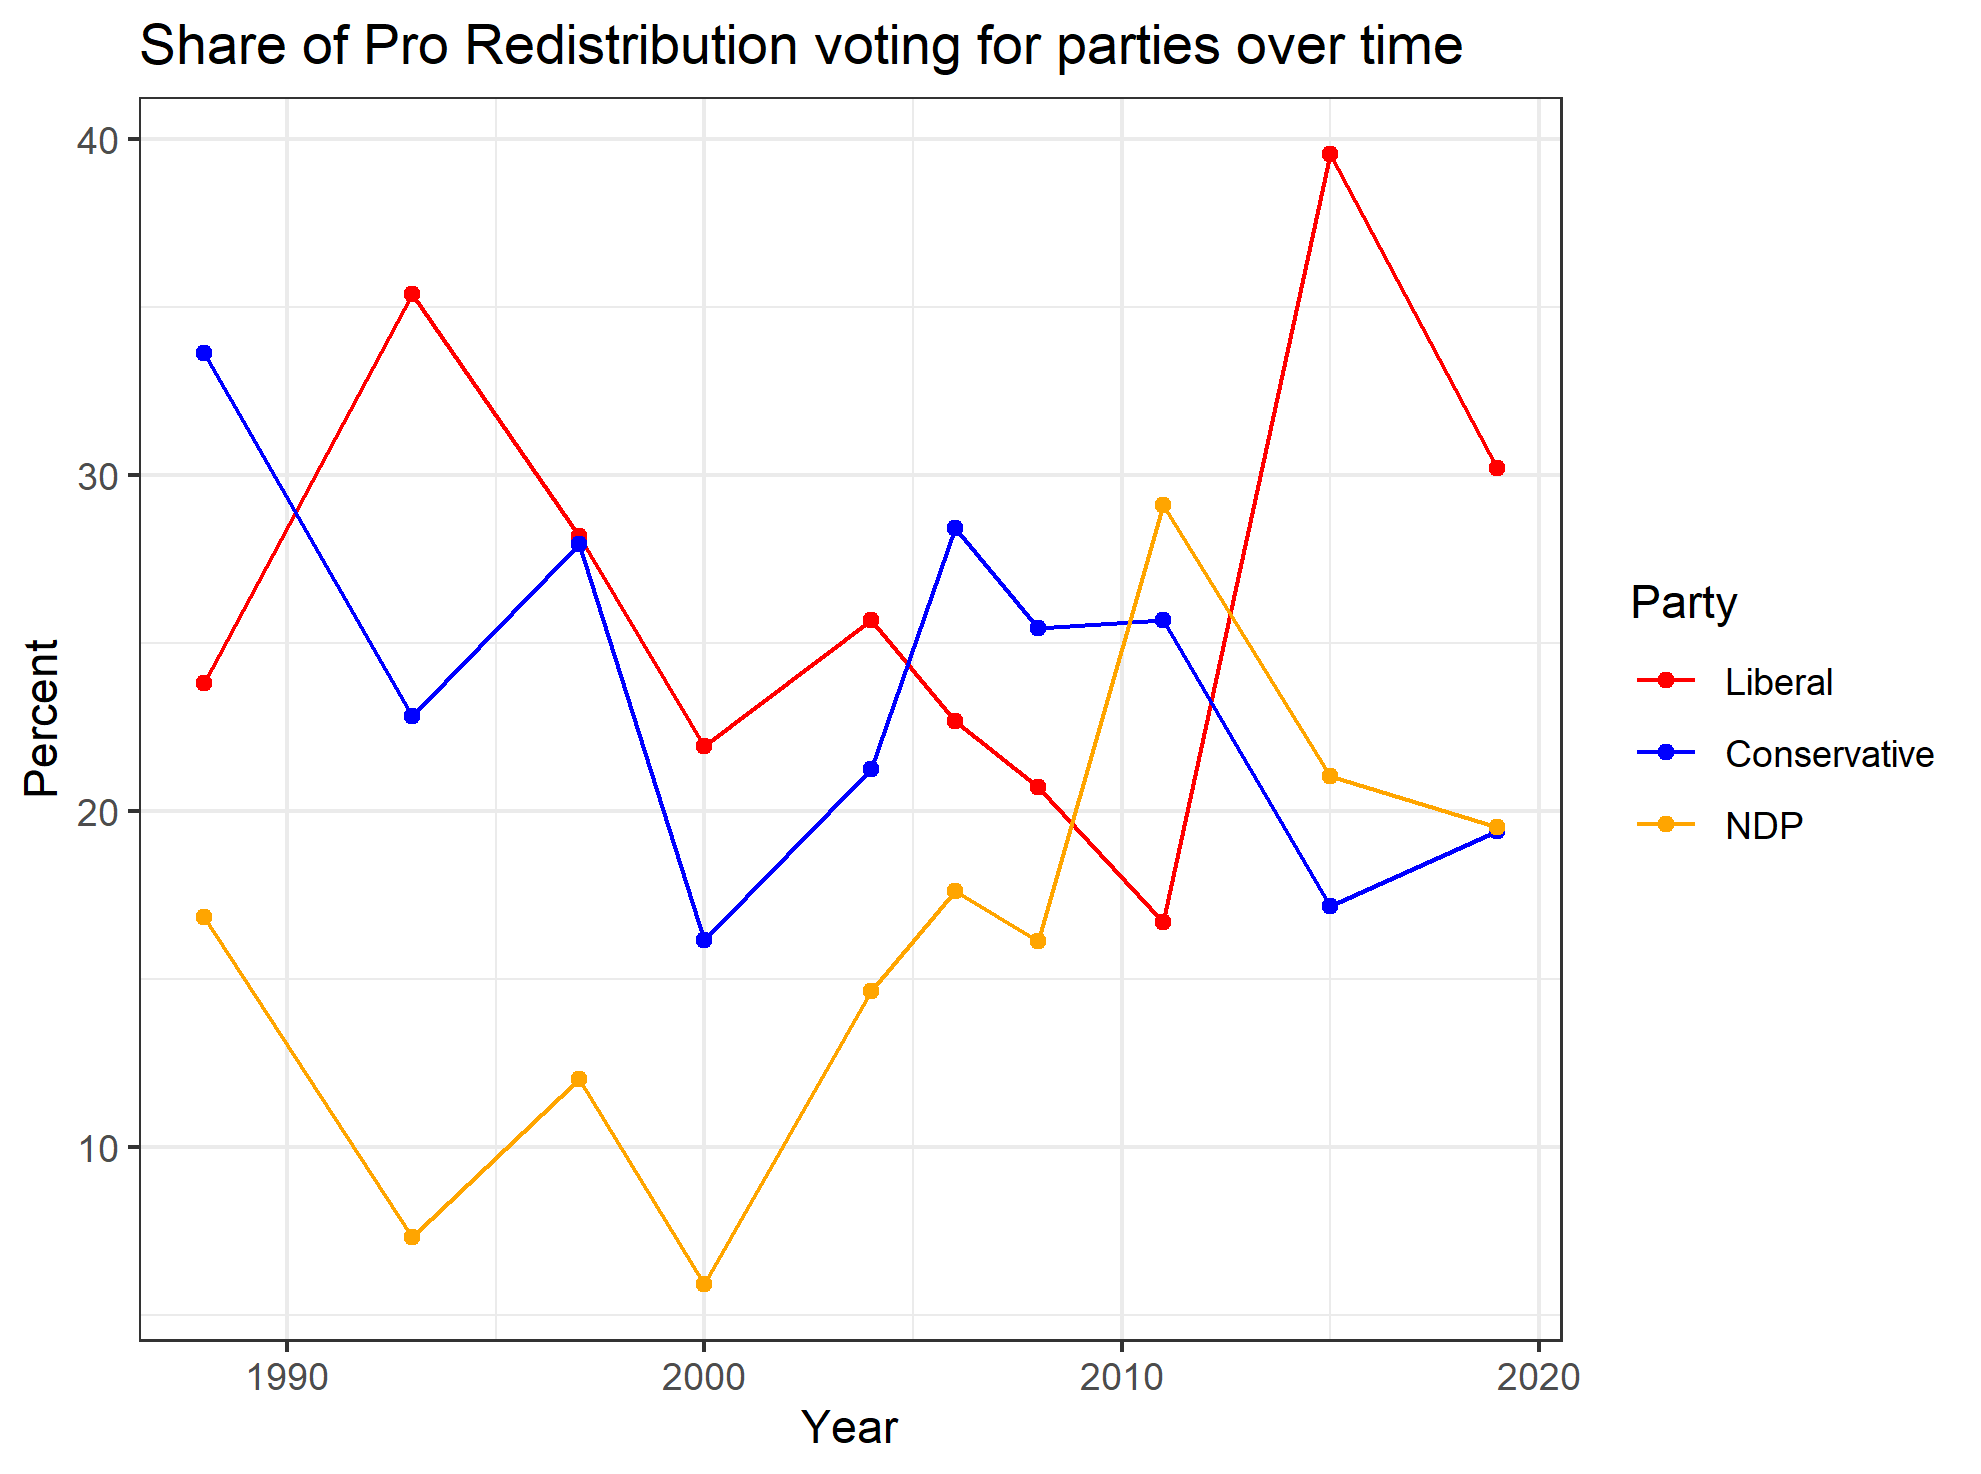 Share of Pro Redistribution voting for parties over time
40
30
20
10
Percent
1990
2000
2010
2020
Year
Party
Liberal
Conservative
NDP